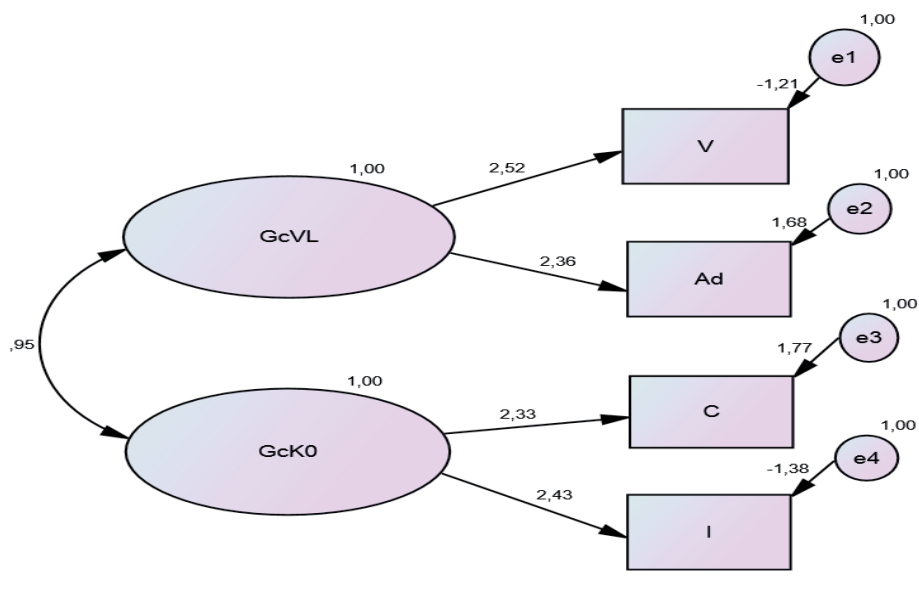 1,00
e1
-1,21
V
1,00
2,52
GcVL
1,00
e2
1,68
Ad
2,36
,95
1,00
e3
1,77
C
1,00
2,33
GcK0
1,00
e4
-1,38
I
2,43